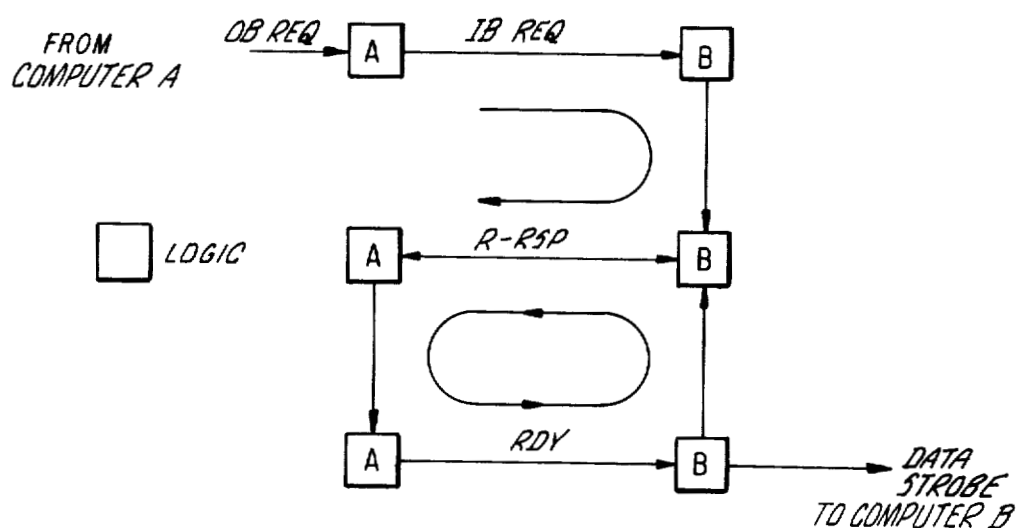 OB REQ
A
IB REQ
B
FROM
COMPUTER A
LOGIC
A
R-RSP
B
A
RDY
B
DATA
STROBE
TO COMPUTER B